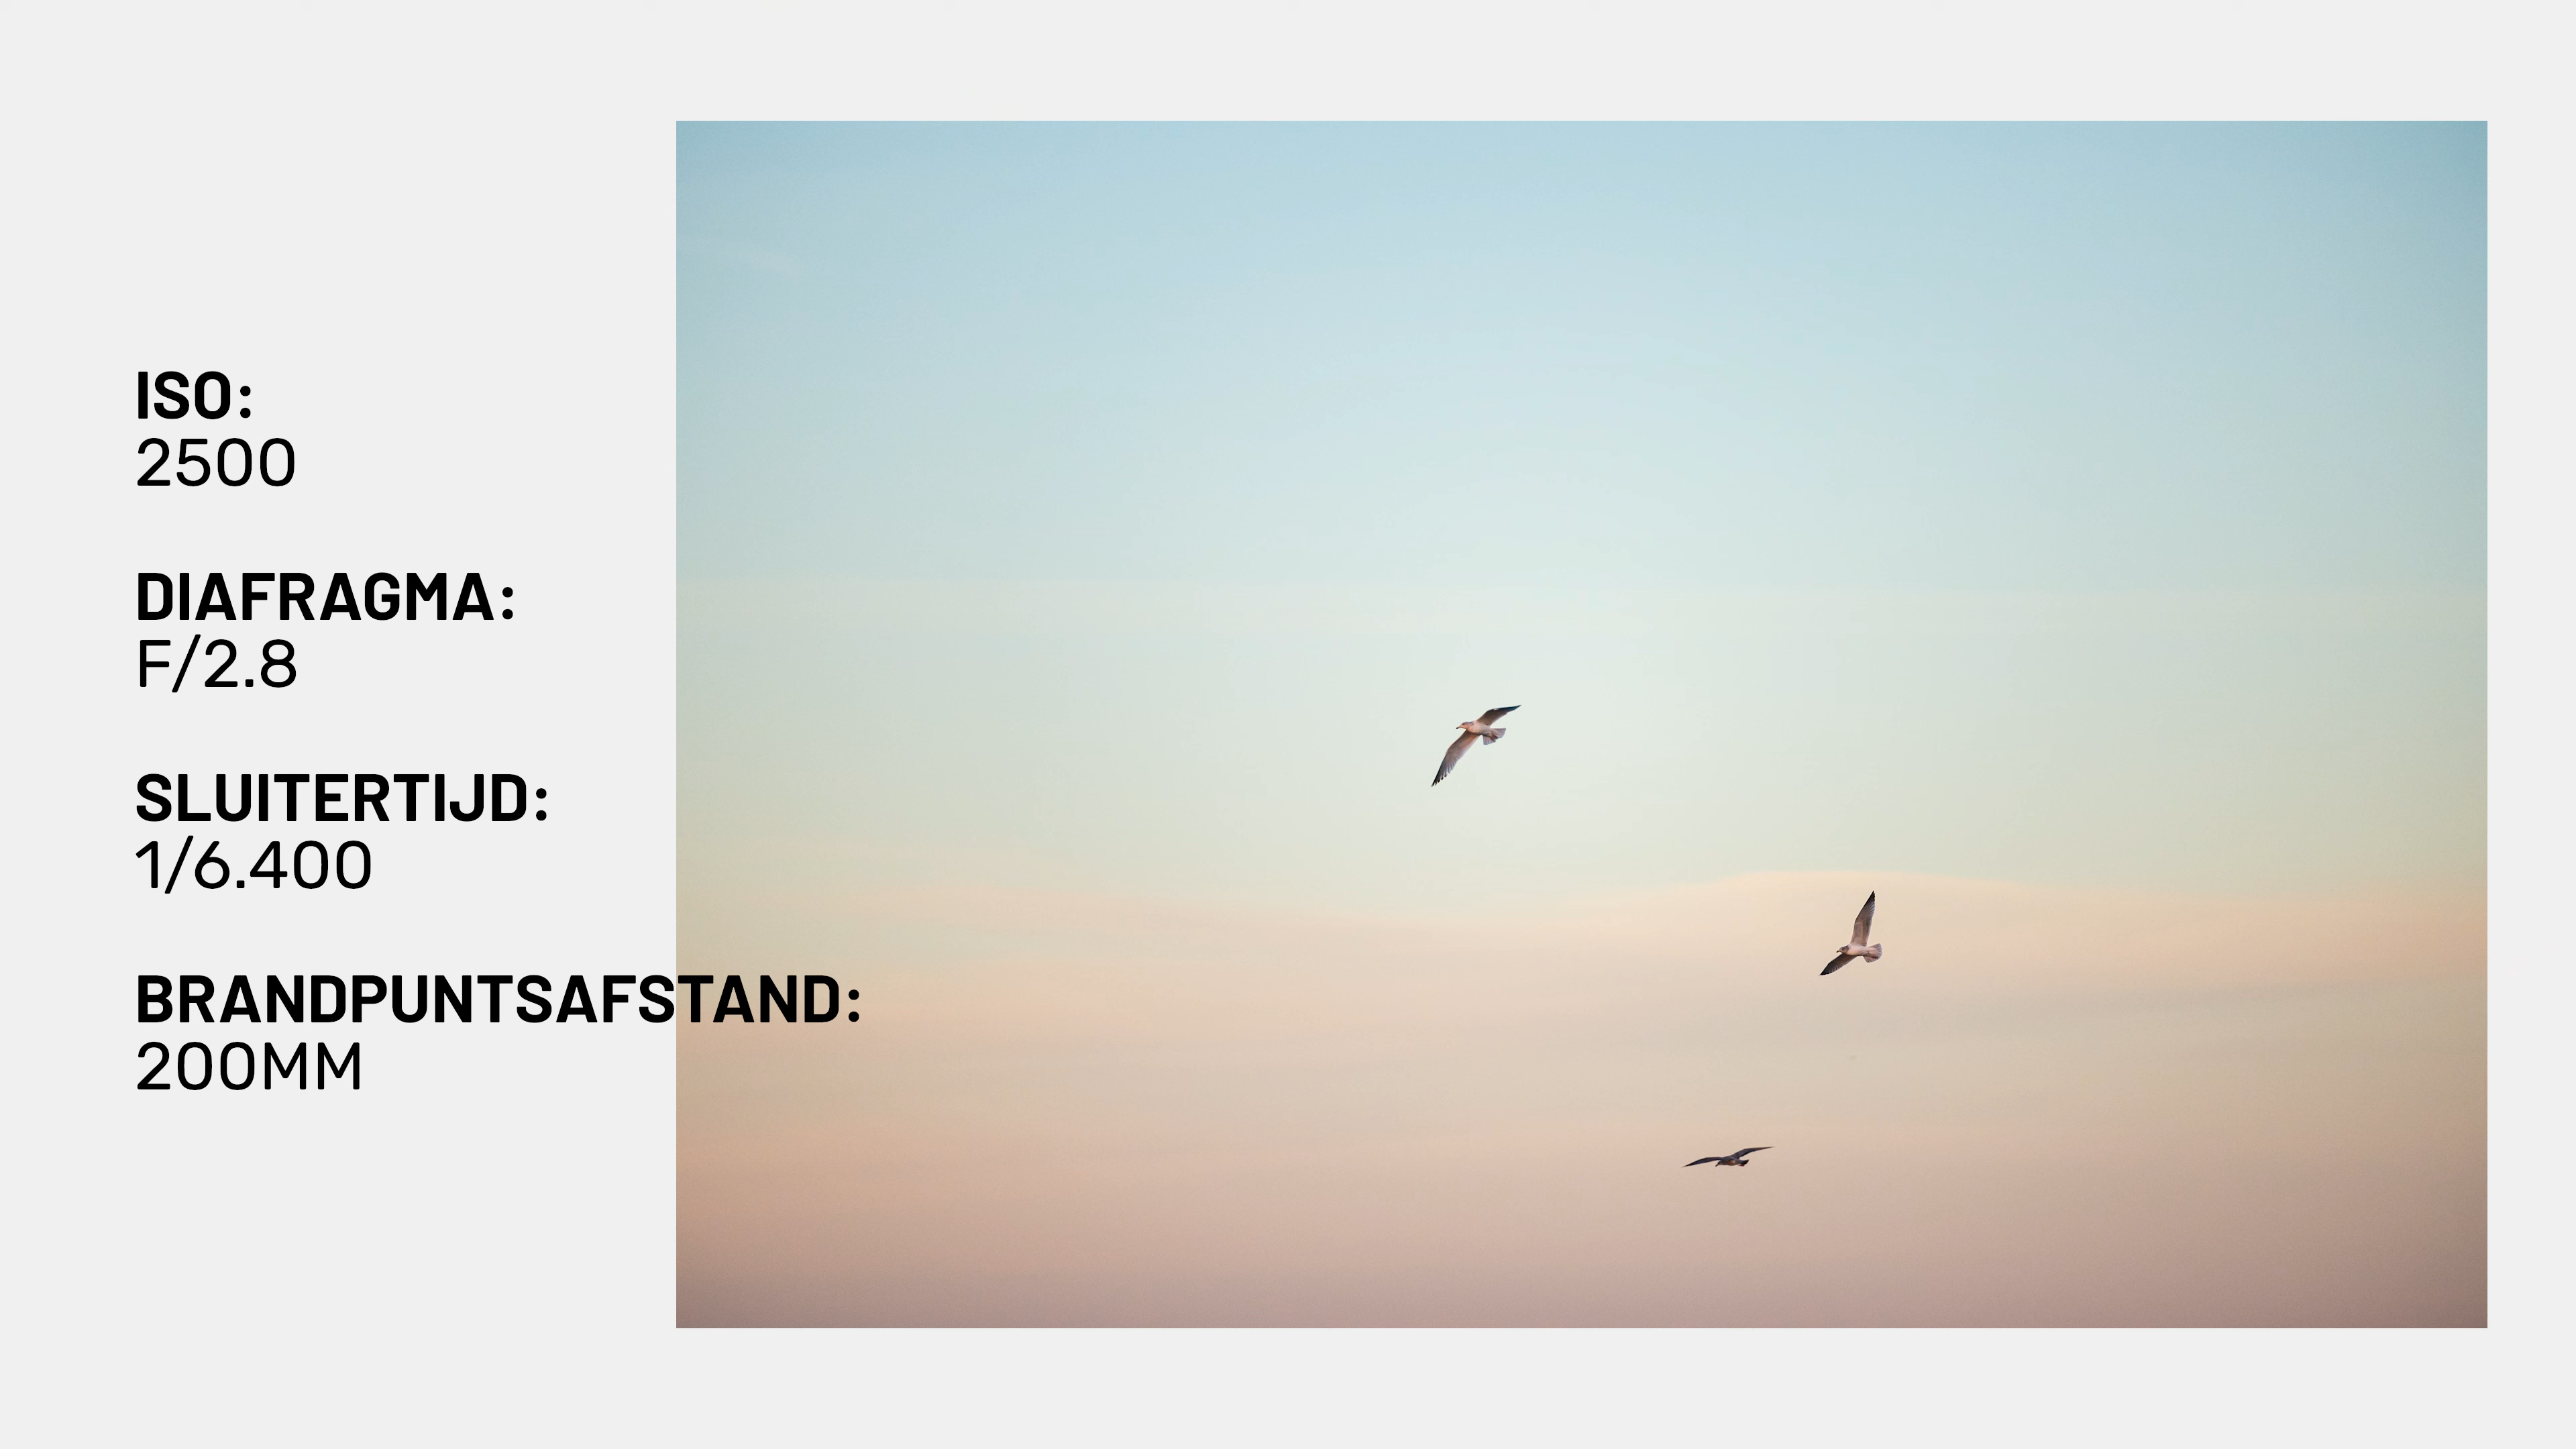 ISO:
2500
DIAFRAGMA:
F/2.8
SLUITERTIJD:
1/6.400
BRANDPUNTSAFSTAND:
200MM